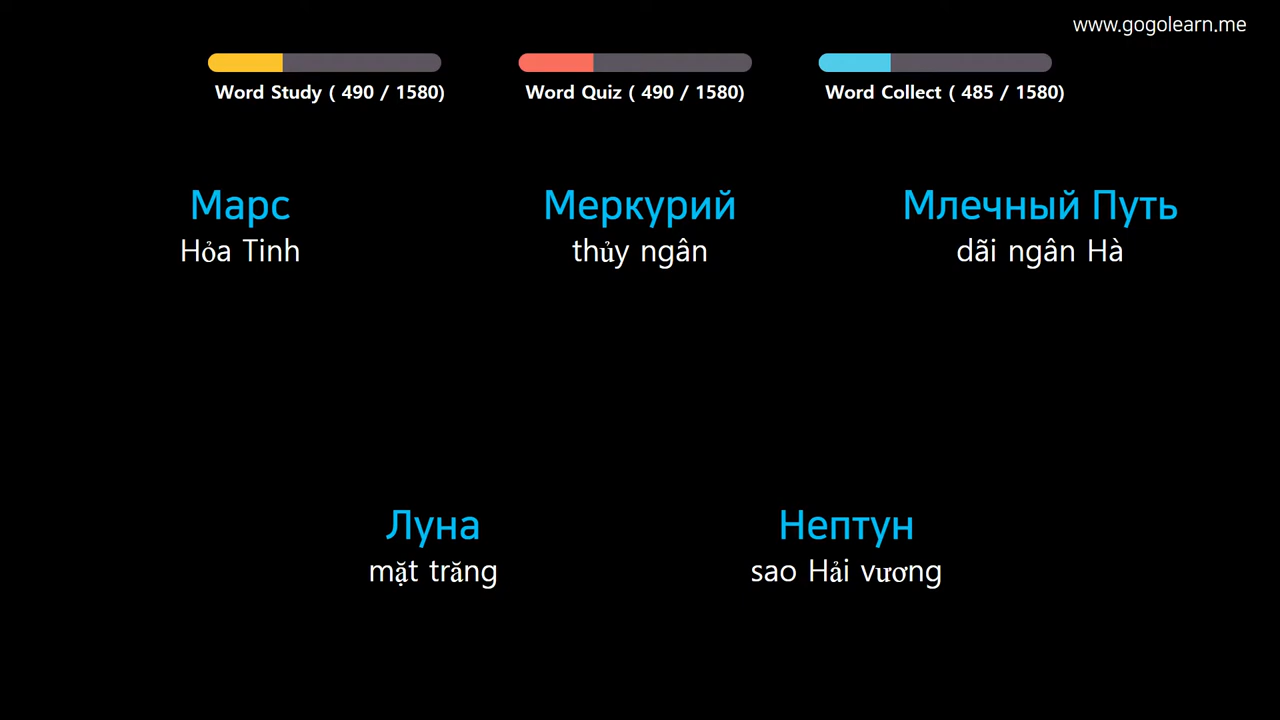 www.gogolearn.me
Word Study ( 490 / 1580)
Word Quiz ( 490 / 1580)
Word Collect ( 485 / 1580)
Марс
Hỏa Tinh
Меркурий
thủy ngân
Млечный Путь
dãi ngân Hà
Луна
mặt trăng
Нептун
sao Hải vương